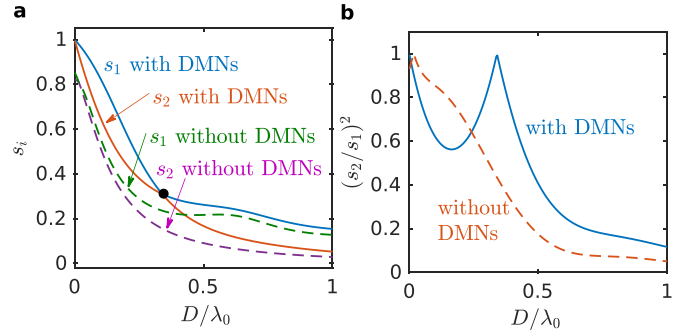 a
1
0.8
0.6
0.4
0.2
0
s_i
s_1 with DMNs
s_2 with DMNs
s_1 without DMNs
s_2 without DMNs
0
0.5
1
D/λ_0
b
1
0.8
0.6
0.4
0.2
0
(s_2/s_1)^2
with DMNs
without
DMNs
0
0.5
1
D/λ_0